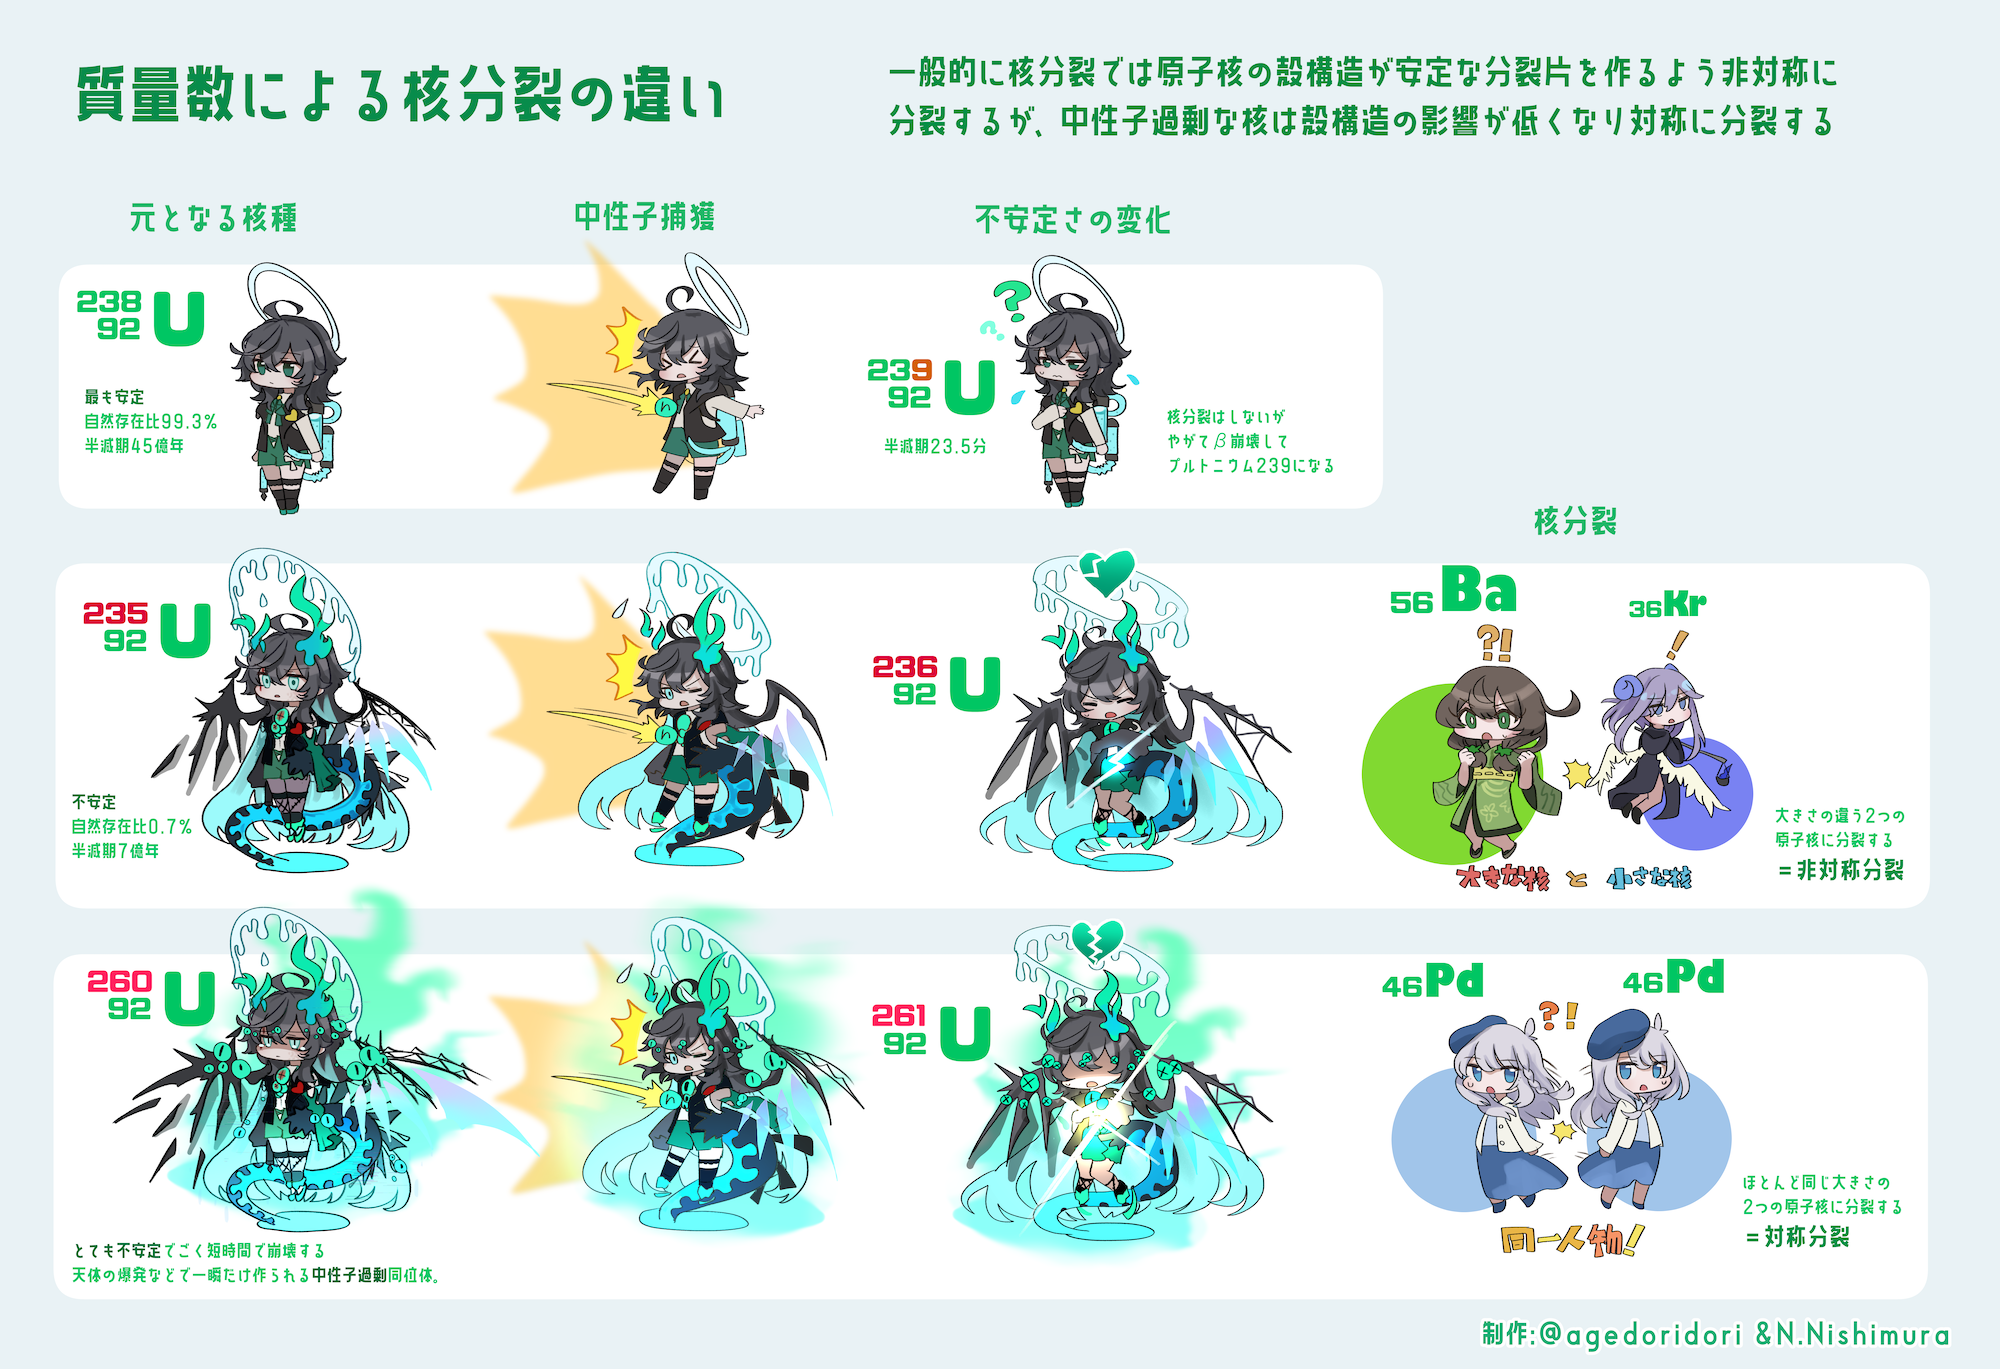 質量数による核分裂の違い
一般的に核分裂では原子核の殻構造が安定な分裂片を作るよう非対称に
分裂するが、中性子過剰な核は殻構造の影響が低くなり対称に分裂する
元となる核種
中性子捕獲
不安定さの変化
238
92
U
最も安定
自然存在比99.3%
半減期45億年
n
?
?
239
92
U
半減期23.5分
核分裂はしないが
やがてβ崩壊して
プルトニウム239になる
核分裂
235
92
U
不安定
自然存在比0.7%
半減期7億年
n
236
92
U
56Ba
36Kr
?!
!
大きな核 と 小さな核
大きさの違う2つの
原子核に分裂する
=非対称分裂
260
92
U
とても不安定でごく短時間で崩壊する
天体の爆発などで一瞬だけ作られる中性子過剰同位体。
n
261
92
U
46Pd
46Pd
?!
同一人物!
ほとんど同じ大きさの
2つの原子核に分裂する
=対称分裂
制作:@agedoridori &N.Nishimura